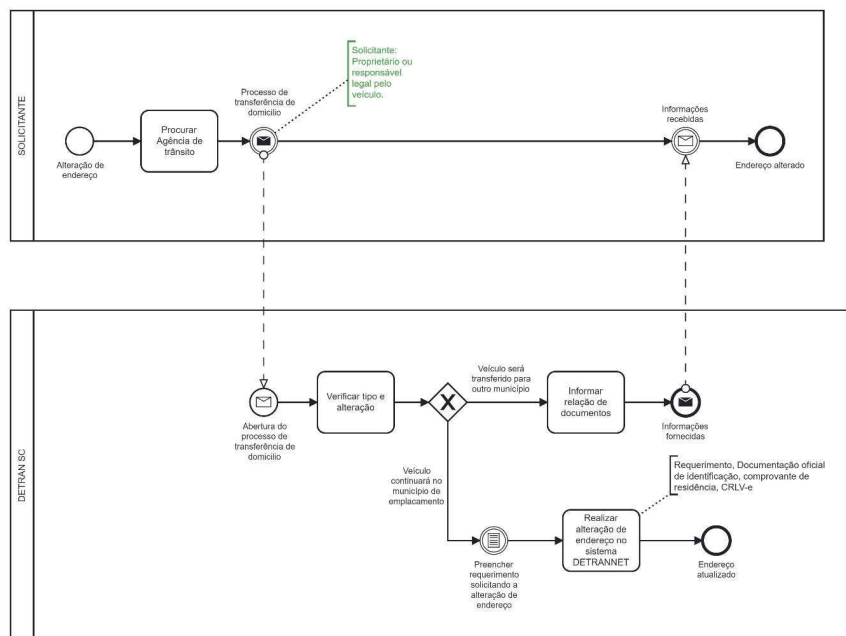 SOLICITANTE
Solicitante:
Proprietário ou
responsável
legal pelo
veículo.
Processo de
transferência de
domicilio
Procurar
Agência de
trânsito
Alteração de
endereço
Informações
recebidas
Endereço alterado
DETRAN SC
Abertura do
processo de
transferência de
domicilio
Verificar tipo e
alteração
X
Veículo será
transferido para
outro município
Informar
relação de
documentos
Informações
fornecidas
Veículo
continuará no
município de
emplacamento
Requerimento, Documentação oficial
de identificação, comprovante de
residência, CRLV-e
Preencher
requerimento
solicitando a
alteração de
endereço
Realizar
alteração de
endereço no
sistema
DETRANNET
Endereço
atualizado